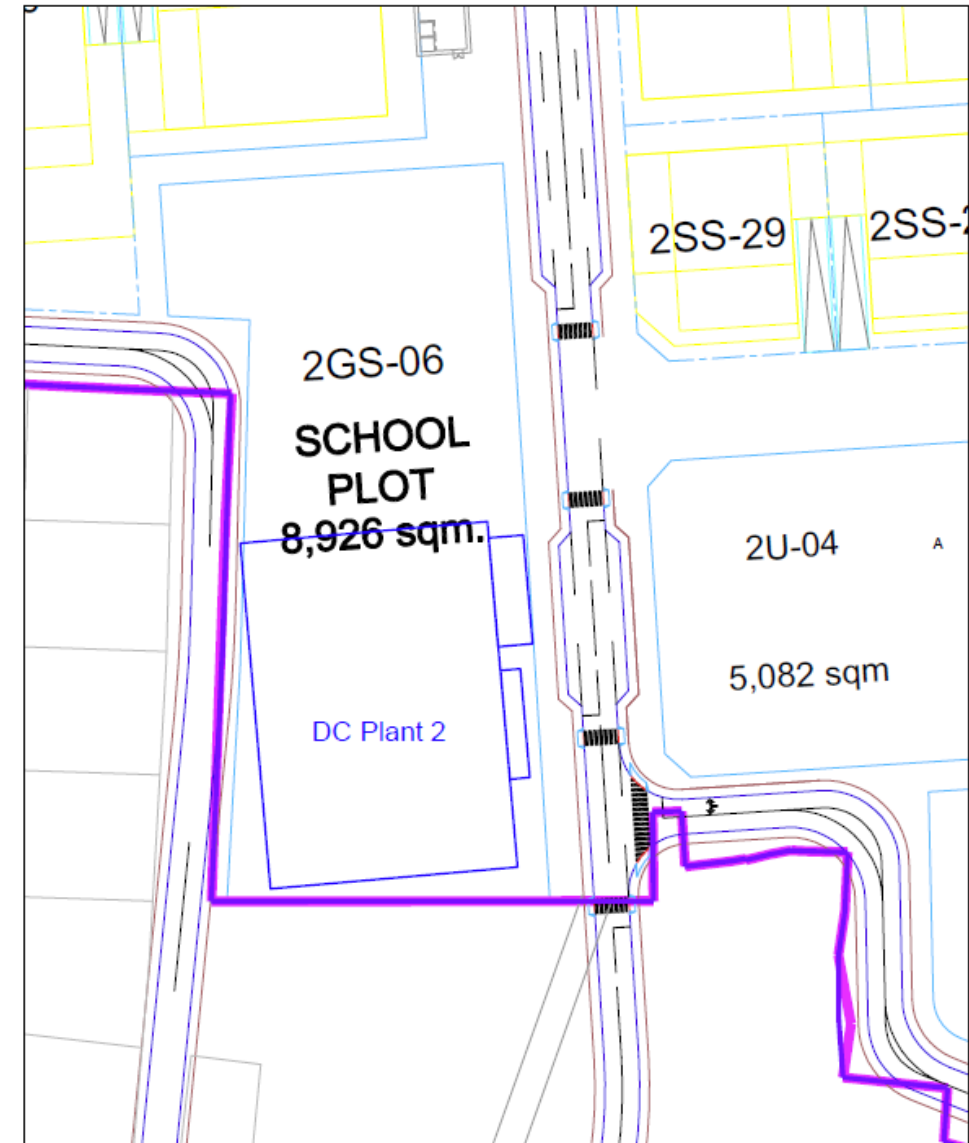 2SS-29
2GS-06
SCHOOL
PLOT
8,926 sqm.
2U-04
A
5,082 sqm
DC Plant 2